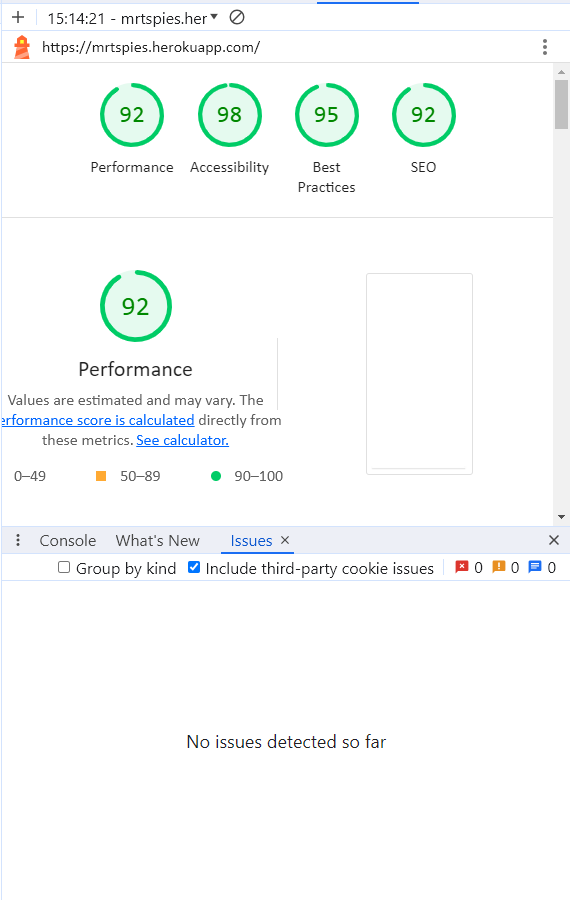 15:14:21 - mrtspies.her
https://mrtspies.herokuapp.com/
92 98 95 92
Performance Accessibility Best Practices SEO
92
Performance
Values are estimated and may vary. The
erformance score is calculated directly from
these metrics. See calculator.
0–49 50–89 90–100
Console What's New Issues
Group by kind Include third-party cookie issues 0 0 0
No issues detected so far